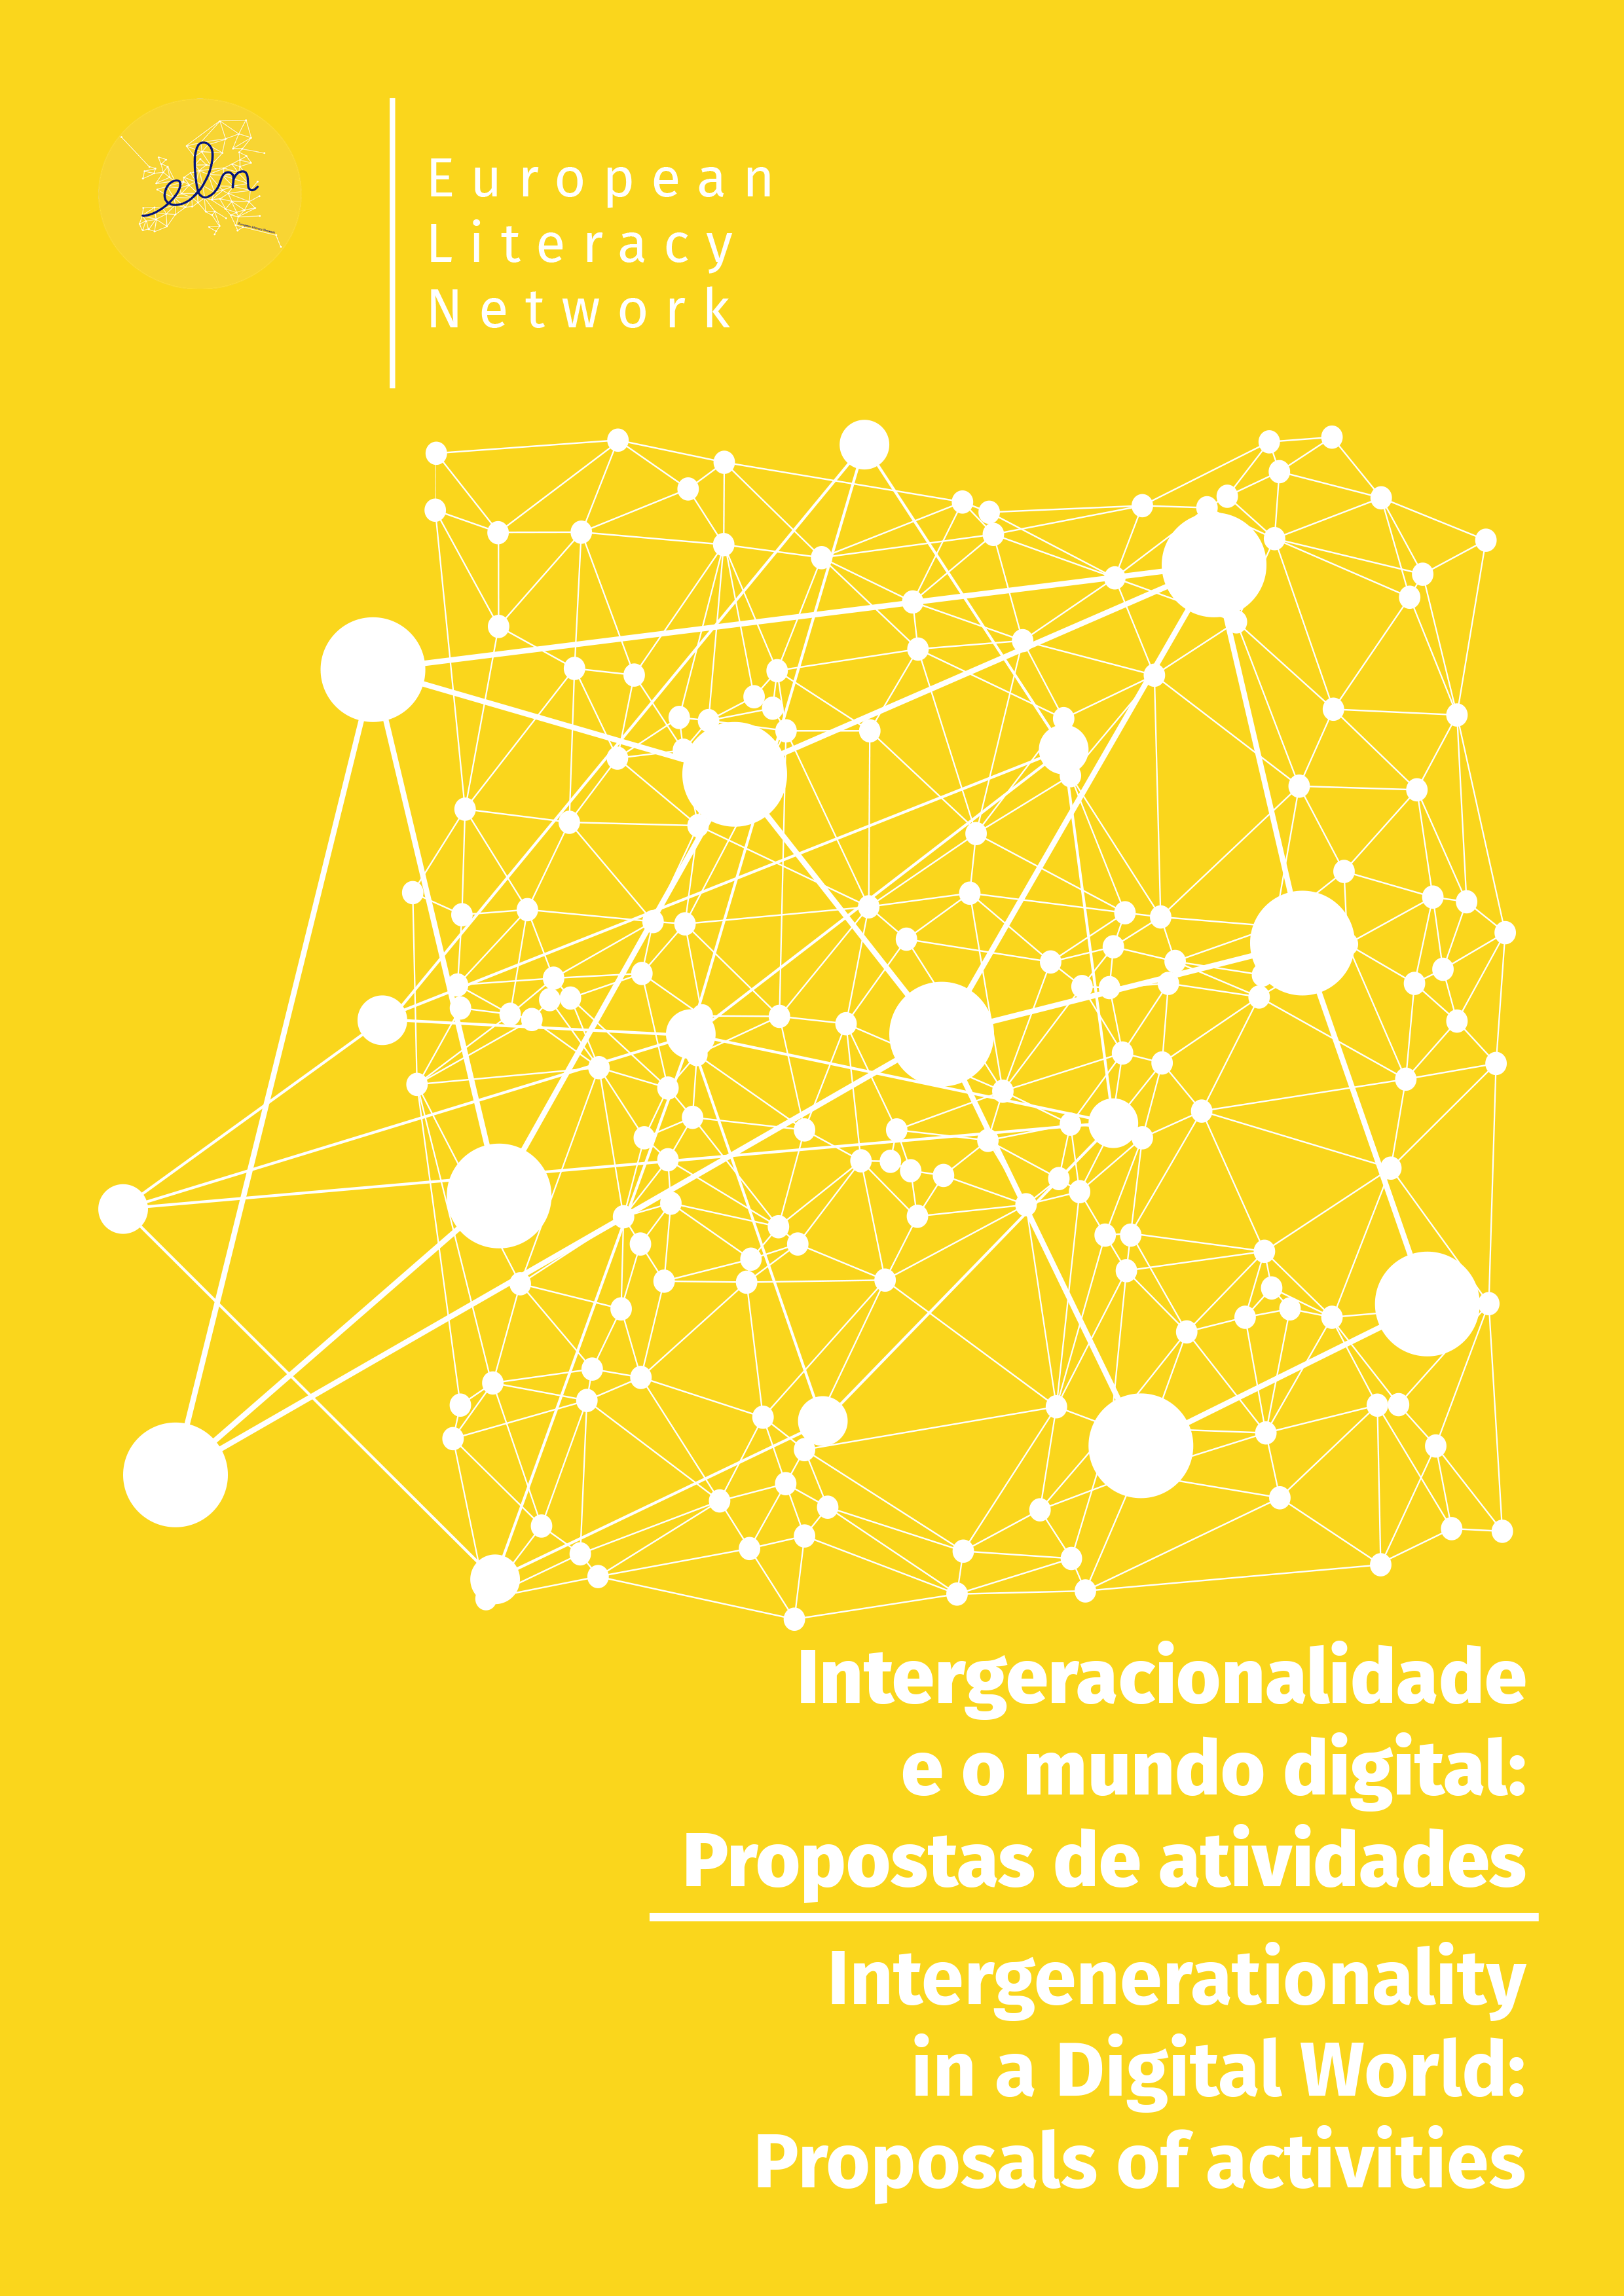 eln
European
Literacy
Network
Intergeracionalidade
e o mundo digital:
Propostas de atividades
Intergenerationality
in a Digital World:
Proposals of activities